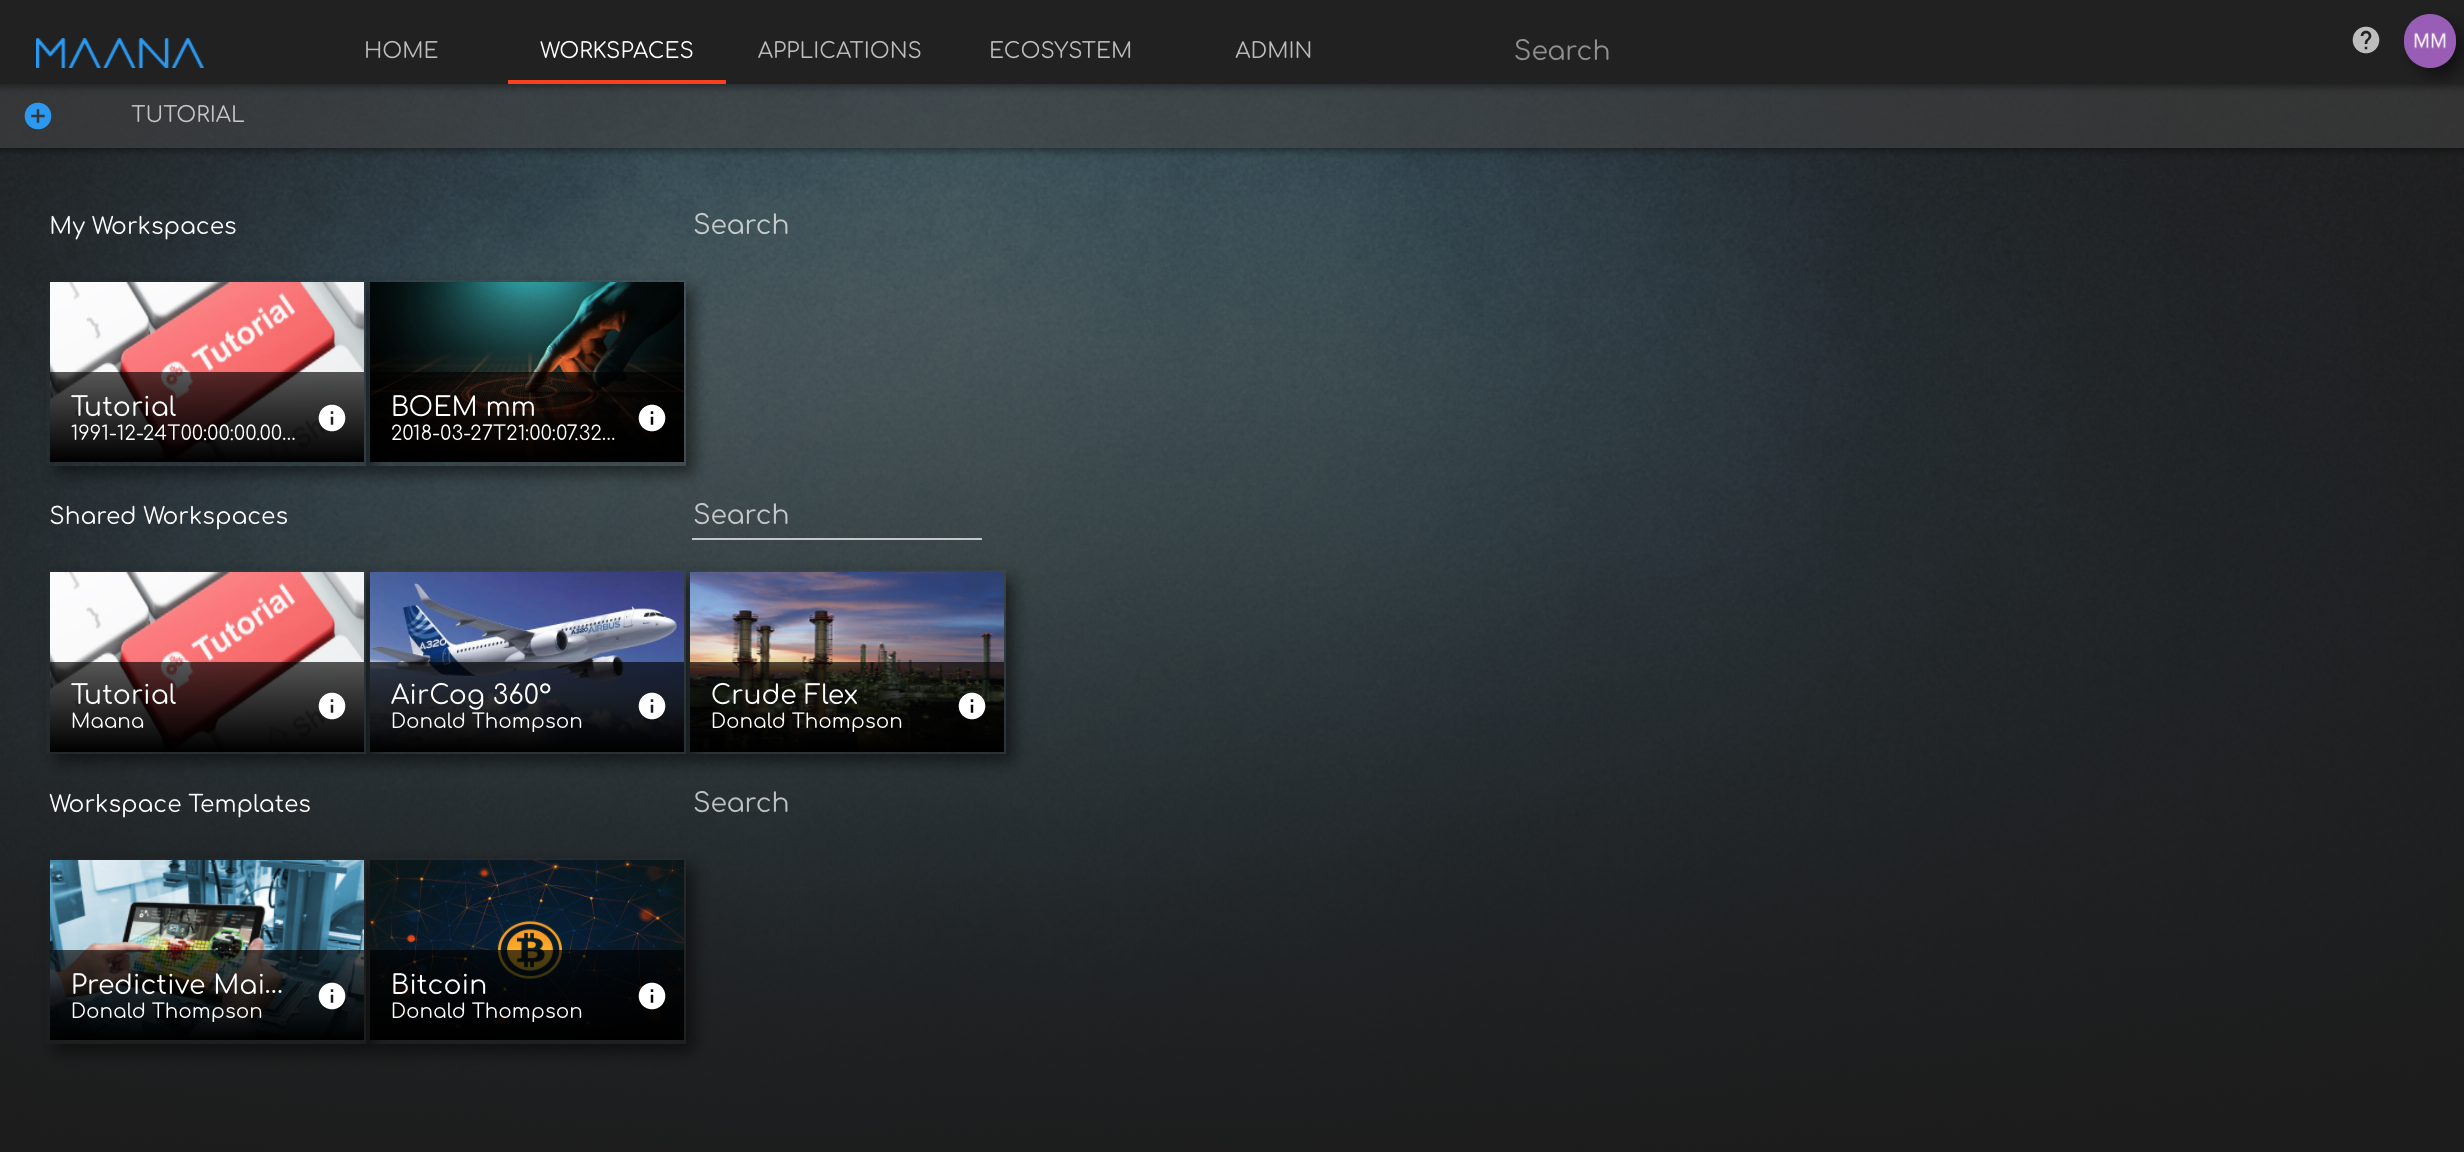 MAANA
HOME
WORKSPACES
APPLICATIONS
ECOSYSTEM
ADMIN
Search
?
MM
TUTORIAL
My Workspaces
Search
Tutorial
Tutorial
1991-12-24T00:00:00.00...
BOEM mm
2018-03-27T21:00:07.32...
Shared Workspaces
Search
Tutorial
Tutorial
Maana
A320
A320 AIRBUS
AirCog 360°
Donald Thompson
Crude Flex
Donald Thompson
Workspace Templates
Search
Predictive Mai...
Donald Thompson
Bitcoin
Donald Thompson